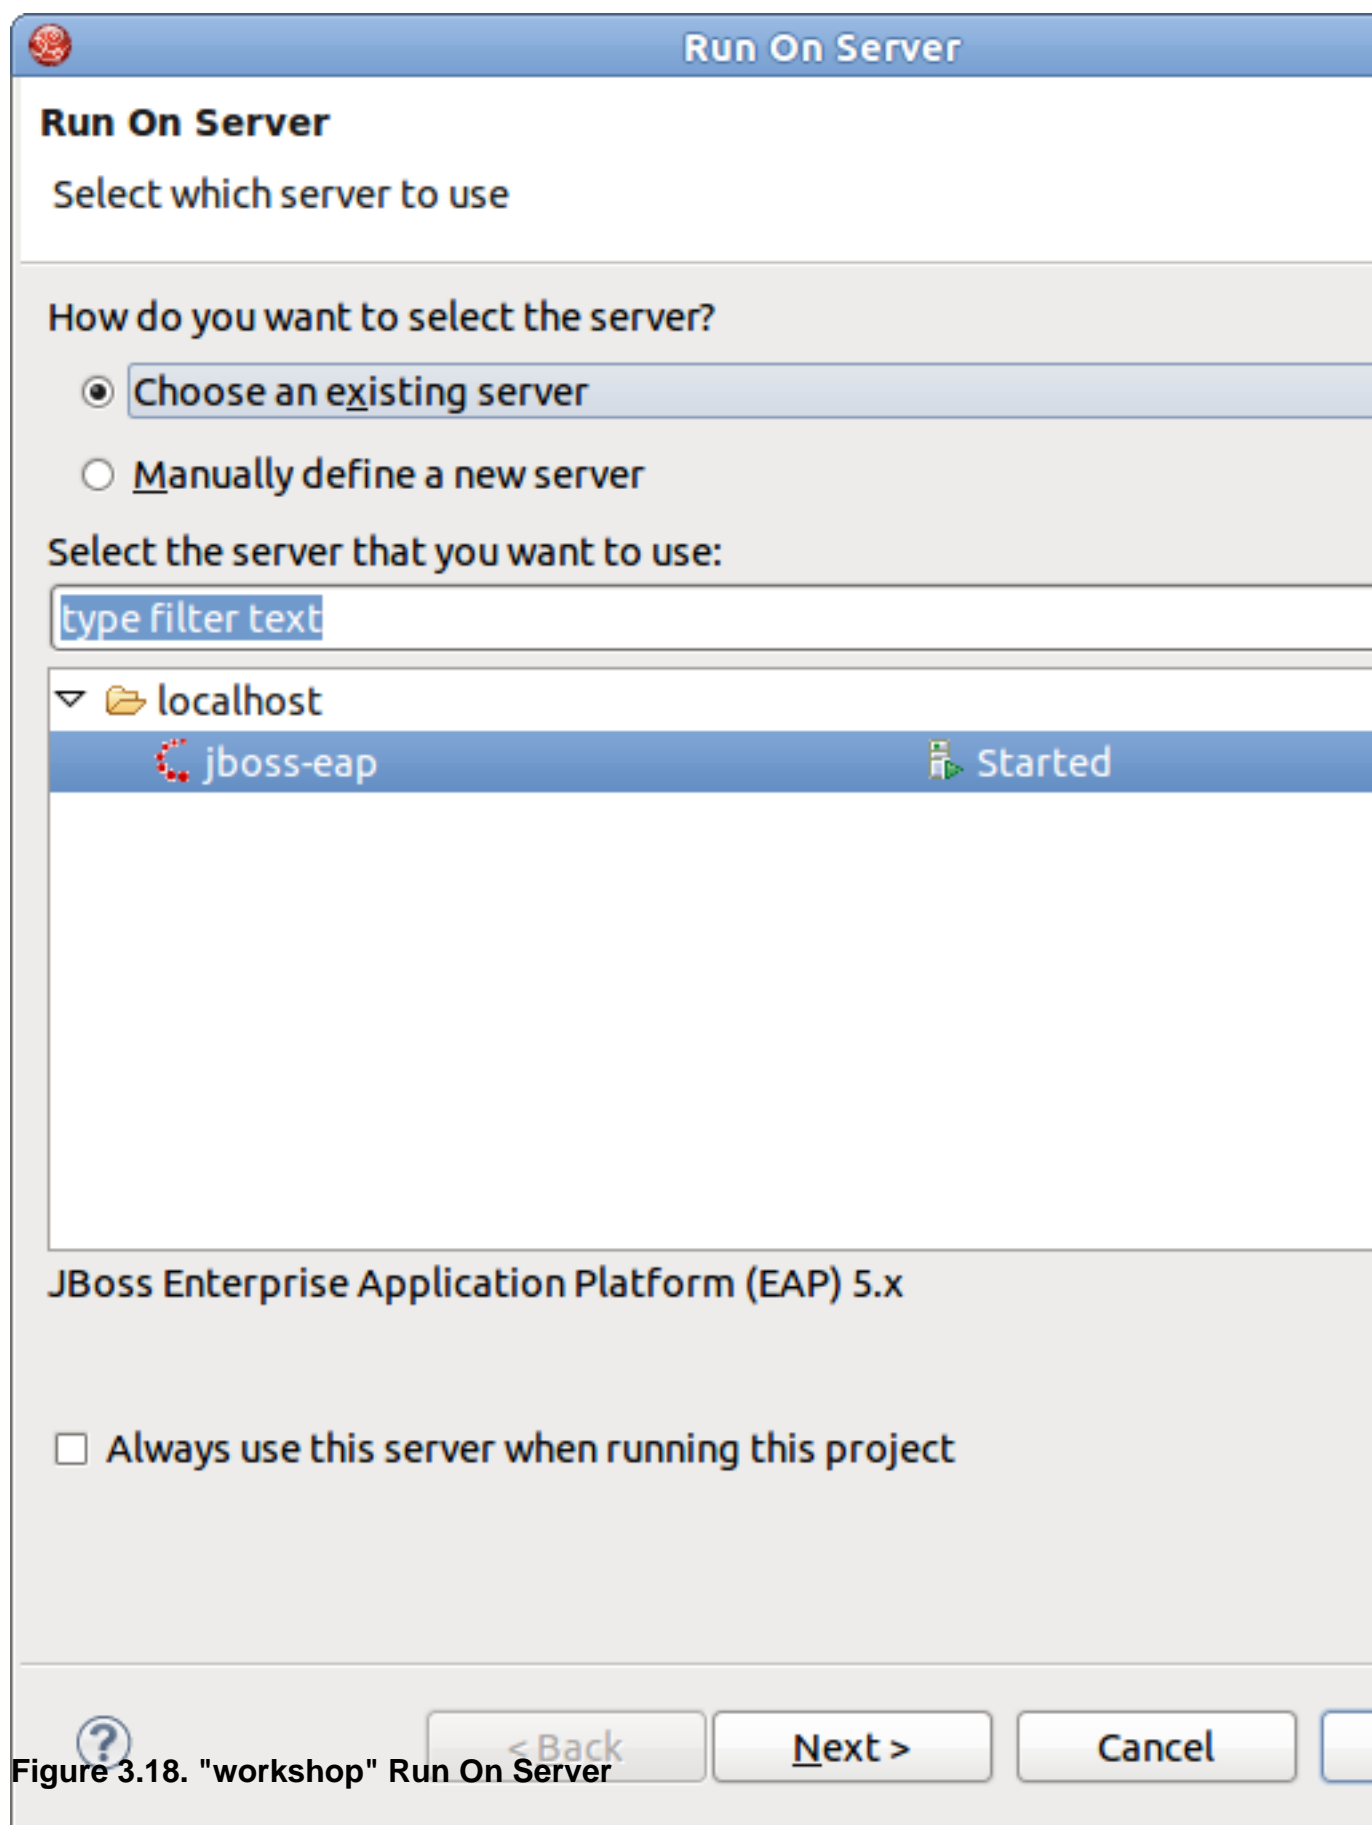 Run On Server
Run On Server
Select which server to use
How do you want to select the server?
Choose an existing server
Manually define a new server
Select the server that you want to use:
type filter text
localhost
jboss-eap Started
JBoss Enterprise Application Platform (EAP) 5.x
Always use this server when running this project
? < Back Next > Cancel
Figure 3.18. "workshop" Run On Server